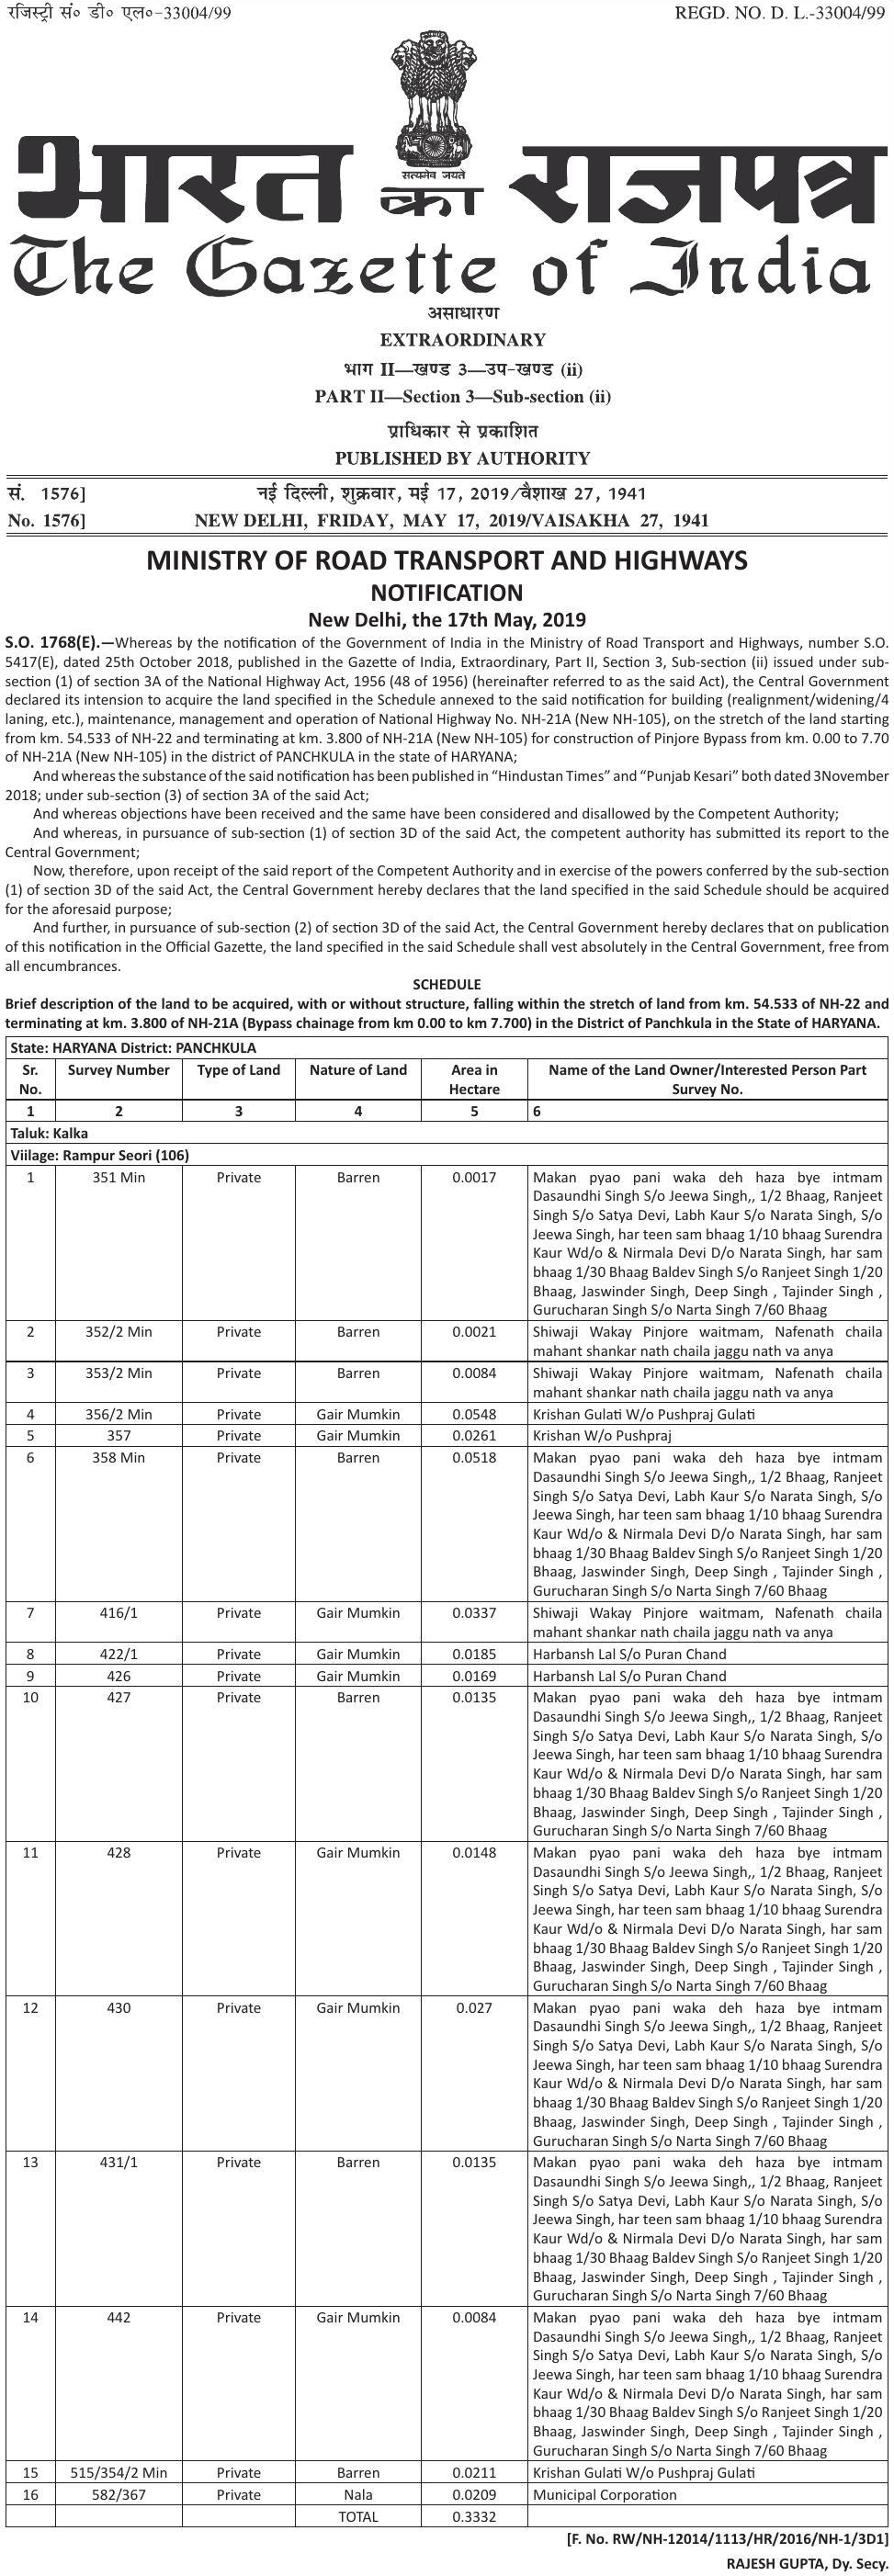 रजिस्ट्री सं० डी० एल०-33004/99 REGD. NO. D. L.-33004/99
सत्यमेव जयते
भारत का राजपत्र
The Gazette of India
असाधारण
EXTRAORDINARY
भाग II—खण्ड 3—उप-खण्ड (ii)
PART II—Section 3—Sub-section (ii)
प्राधिकार से प्रकाशित
PUBLISHED BY AUTHORITY
सं. 1576] नई दिल्ली, शुक्रवार, मई 17, 2019/वैशाख 27, 1941
No. 1576] NEW DELHI, FRIDAY, MAY 17, 2019/VAISAKHA 27, 1941
MINISTRY OF ROAD TRANSPORT AND HIGHWAYS
NOTIFICATION
New Delhi, the 17th May, 2019
S.O. 1768(E).—Whereas by the notification of the Government of India in the Ministry of Road Transport and Highways, number S.O.
5417(E), dated 25th October 2018, published in the Gazette of India, Extraordinary, Part II, Section 3, Sub-section (ii) issued under sub-
section (1) of section 3A of the National Highway Act, 1956 (48 of 1956) (hereinafter referred to as the said Act), the Central Government
declared its intension to acquire the land specified in the Schedule annexed to the said notification for building (realignment/widening/4
laning, etc.), maintenance, management and operation of National Highway No. NH-21A (New NH-105), on the stretch of the land starting
from km. 54.533 of NH-22 and terminating at km. 3.800 of NH-21A (New NH-105) for construction of Pinjore Bypass from km. 0.00 to 7.70
of NH-21A (New NH-105) in the district of PANCHKULA in the state of HARYANA;
And whereas the substance of the said notification has been published in “Hindustan Times” and “Punjab Kesari” both dated 3November
2018; under sub-section (3) of section 3A of the said Act;
And whereas objections have been received and the same have been considered and disallowed by the Competent Authority;
And whereas, in pursuance of sub-section (1) of section 3D of the said Act, the competent authority has submitted its report to the
Central Government;
Now, therefore, upon receipt of the said report of the Competent Authority and in exercise of the powers conferred by the sub-section
(1) of section 3D of the said Act, the Central Government hereby declares that the land specified in the said Schedule should be acquired
for the aforesaid purpose;
And further, in pursuance of sub-section (2) of section 3D of the said Act, the Central Government hereby declares that on publication
of this notification in the Official Gazette, the land specified in the said Schedule shall vest absolutely in the Central Government, free from
all encumbrances.
SCHEDULE
Brief description of the land to be acquired, with or without structure, falling within the stretch of land from km. 54.533 of NH-22 and
terminating at km. 3.800 of NH-21A (Bypass chainage from km 0.00 to km 7.700) in the District of Panchkula in the State of HARYANA.
State: HARYANA District: PANCHKULA
Sr. Survey Number Type of Land Nature of Land Area in Name of the Land Owner/Interested Person Part
No. Hectare Survey No.
1 2 3 4 5 6
Taluk: Kalka
Viilage: Rampur Seori (106)
1 351 Min Private Barren 0.0017 Makan pyao pani waka deh haza bye intmam
Dasaundhi Singh S/o Jeewa Singh,, 1/2 Bhaag, Ranjeet
Singh S/o Satya Devi, Labh Kaur S/o Narata Singh, S/o
Jeewa Singh, har teen sam bhaag 1/10 bhaag Surendra
Kaur Wd/o & Nirmala Devi D/o Narata Singh, har sam
bhaag 1/30 Bhaag Baldev Singh S/o Ranjeet Singh 1/20
Bhaag, Jaswinder Singh, Deep Singh , Tajinder Singh ,
Gurucharan Singh S/o Narta Singh 7/60 Bhaag
2 352/2 Min Private Barren 0.0021 Shiwaji Wakay Pinjore waitmam, Nafenath chaila
mahant shankar nath chaila jaggu nath va anya
3 353/2 Min Private Barren 0.0084 Shiwaji Wakay Pinjore waitmam, Nafenath chaila
mahant shankar nath chaila jaggu nath va anya
4 356/2 Min Private Gair Mumkin 0.0548 Krishan Gulati W/o Pushpraj Gulati
5 357 Private Gair Mumkin 0.0261 Krishan W/o Pushpraj
6 358 Min Private Barren 0.0518 Makan pyao pani waka deh haza bye intmam
Dasaundhi Singh S/o Jeewa Singh,, 1/2 Bhaag, Ranjeet
Singh S/o Satya Devi, Labh Kaur S/o Narata Singh, S/o
Jeewa Singh, har teen sam bhaag 1/10 bhaag Surendra
Kaur Wd/o & Nirmala Devi D/o Narata Singh, har sam
bhaag 1/30 Bhaag Baldev Singh S/o Ranjeet Singh 1/20
Bhaag, Jaswinder Singh, Deep Singh , Tajinder Singh ,
Gurucharan Singh S/o Narta Singh 7/60 Bhaag
7 416/1 Private Gair Mumkin 0.0337 Shiwaji Wakay Pinjore waitmam, Nafenath chaila
mahant shankar nath chaila jaggu nath va anya
8 422/1 Private Gair Mumkin 0.0185 Harbansh Lal S/o Puran Chand
9 426 Private Gair Mumkin 0.0169 Harbansh Lal S/o Puran Chand
10 427 Private Barren 0.0135 Makan pyao pani waka deh haza bye intmam
Dasaundhi Singh S/o Jeewa Singh,, 1/2 Bhaag, Ranjeet
Singh S/o Satya Devi, Labh Kaur S/o Narata Singh, S/o
Jeewa Singh, har teen sam bhaag 1/10 bhaag Surendra
Kaur Wd/o & Nirmala Devi D/o Narata Singh, har sam
bhaag 1/30 Bhaag Baldev Singh S/o Ranjeet Singh 1/20
Bhaag, Jaswinder Singh, Deep Singh , Tajinder Singh ,
Gurucharan Singh S/o Narta Singh 7/60 Bhaag
11 428 Private Gair Mumkin 0.0148 Makan pyao pani waka deh haza bye intmam
Dasaundhi Singh S/o Jeewa Singh,, 1/2 Bhaag, Ranjeet
Singh S/o Satya Devi, Labh Kaur S/o Narata Singh, S/o
Jeewa Singh, har teen sam bhaag 1/10 bhaag Surendra
Kaur Wd/o & Nirmala Devi D/o Narata Singh, har sam
bhaag 1/30 Bhaag Baldev Singh S/o Ranjeet Singh 1/20
Bhaag, Jaswinder Singh, Deep Singh , Tajinder Singh ,
Gurucharan Singh S/o Narta Singh 7/60 Bhaag
12 430 Private Gair Mumkin 0.027 Makan pyao pani waka deh haza bye intmam
Dasaundhi Singh S/o Jeewa Singh,, 1/2 Bhaag, Ranjeet
Singh S/o Satya Devi, Labh Kaur S/o Narata Singh, S/o
Jeewa Singh, har teen sam bhaag 1/10 bhaag Surendra
Kaur Wd/o & Nirmala Devi D/o Narata Singh, har sam
bhaag 1/30 Bhaag Baldev Singh S/o Ranjeet Singh 1/20
Bhaag, Jaswinder Singh, Deep Singh , Tajinder Singh ,
Gurucharan Singh S/o Narta Singh 7/60 Bhaag
13 431/1 Private Barren 0.0135 Makan pyao pani waka deh haza bye intmam
Dasaundhi Singh S/o Jeewa Singh,, 1/2 Bhaag, Ranjeet
Singh S/o Satya Devi, Labh Kaur S/o Narata Singh, S/o
Jeewa Singh, har teen sam bhaag 1/10 bhaag Surendra
Kaur Wd/o & Nirmala Devi D/o Narata Singh, har sam
bhaag 1/30 Bhaag Baldev Singh S/o Ranjeet Singh 1/20
Bhaag, Jaswinder Singh, Deep Singh , Tajinder Singh ,
Gurucharan Singh S/o Narta Singh 7/60 Bhaag
14 442 Private Gair Mumkin 0.0084 Makan pyao pani waka deh haza bye intmam
Dasaundhi Singh S/o Jeewa Singh,, 1/2 Bhaag, Ranjeet
Singh S/o Satya Devi, Labh Kaur S/o Narata Singh, S/o
Jeewa Singh, har teen sam bhaag 1/10 bhaag Surendra
Kaur Wd/o & Nirmala Devi D/o Narata Singh, har sam
bhaag 1/30 Bhaag Baldev Singh S/o Ranjeet Singh 1/20
Bhaag, Jaswinder Singh, Deep Singh , Tajinder Singh ,
Gurucharan Singh S/o Narta Singh 7/60 Bhaag
15 515/354/2 Min Private Barren 0.0211 Krishan Gulati W/o Pushpraj Gulati
16 582/367 Private Nala 0.0209 Municipal Corporation
TOTAL 0.3332
[F. No. RW/NH-12014/1113/HR/2016/NH-1/3D1]
RAJESH GUPTA, Dy. Secy.